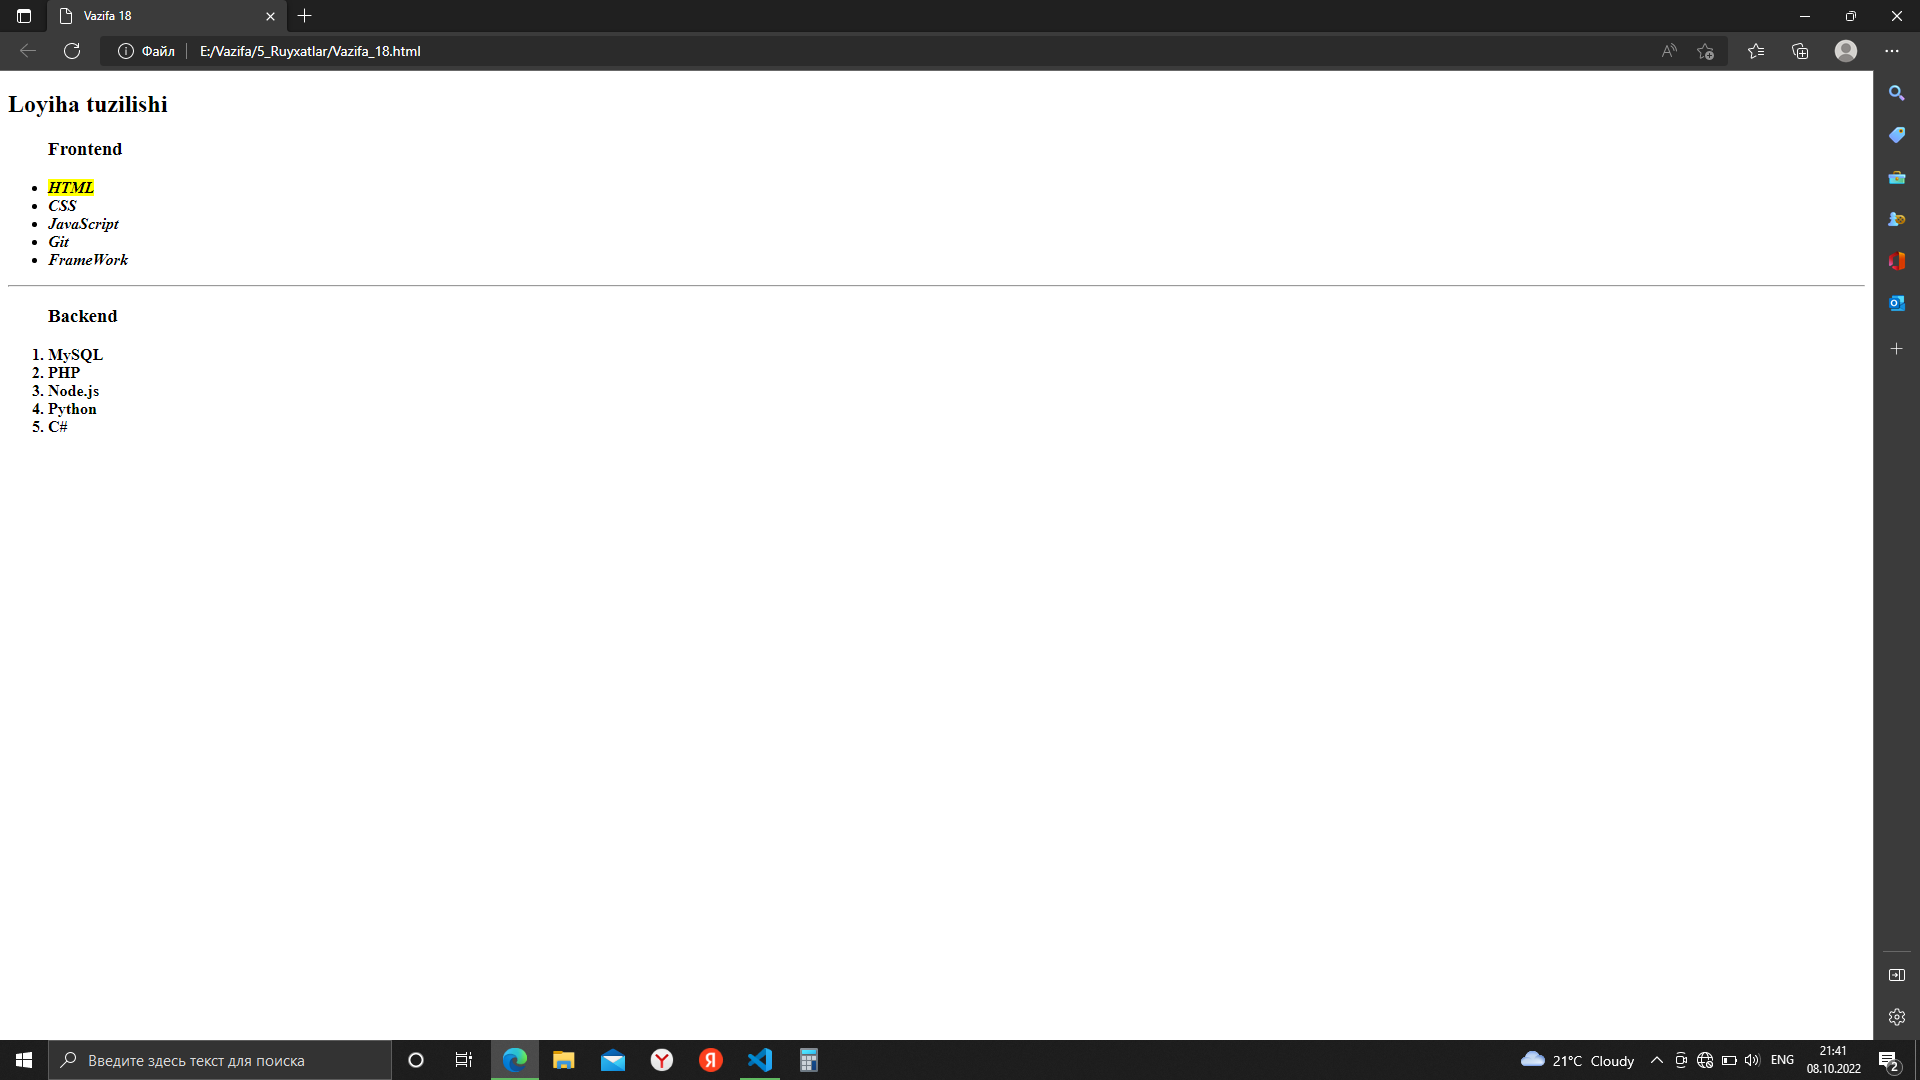 Vazifa 18
Файл
E:/Vazifa/5_Ruyxatlar/Vazifa_18.html
Loyiha tuzilishi
Frontend
HTML
CSS
JavaScript
Git
FrameWork
Backend
1. MySQL
2. PHP
3. Node.js
4. Python
5. C#
Введите здесь текст для поиска
21°C Cloudy
ENG
21:41
08.10.2022
2